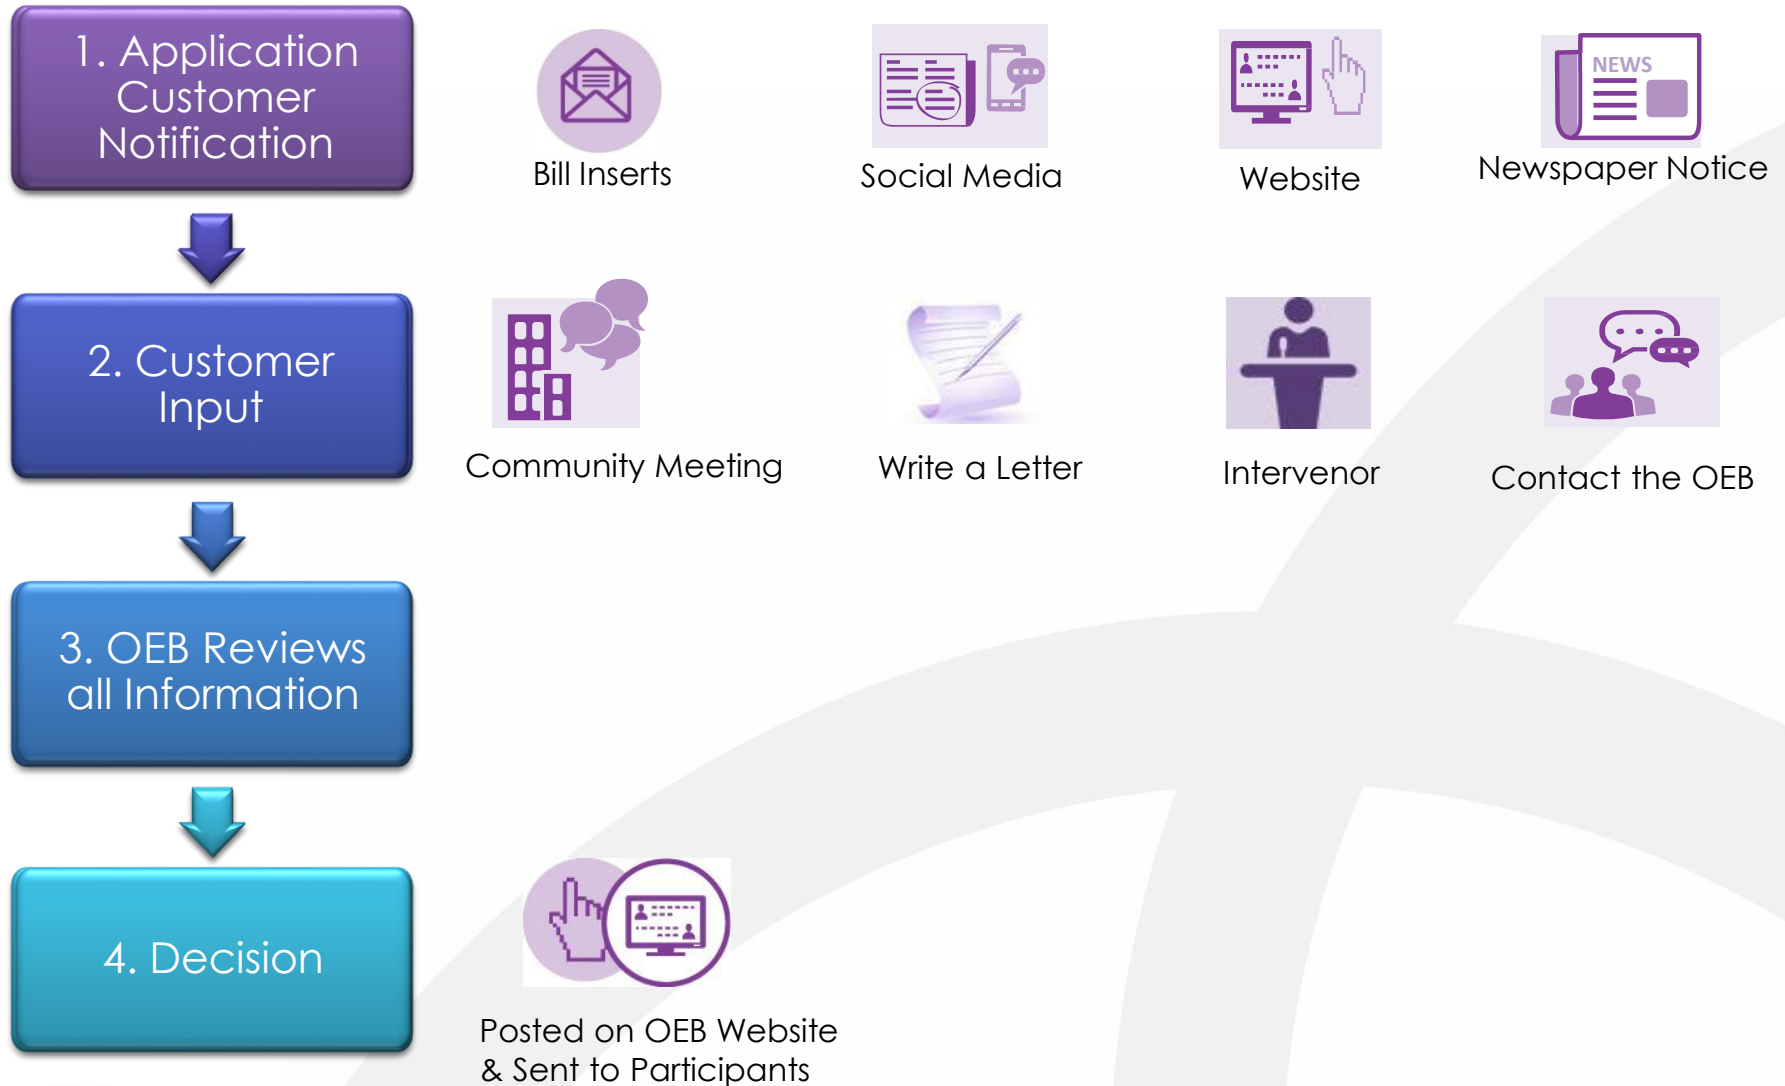 1. Application
Customer
Notification
Bill Inserts
Social Media
Website
NEWS
Newspaper Notice
2. Customer
Input
Community Meeting
Write a Letter
Intervenor
Contact the OEB
3. OEB Reviews
all Information
4. Decision
Posted on OEB Website
& Sent to Participants